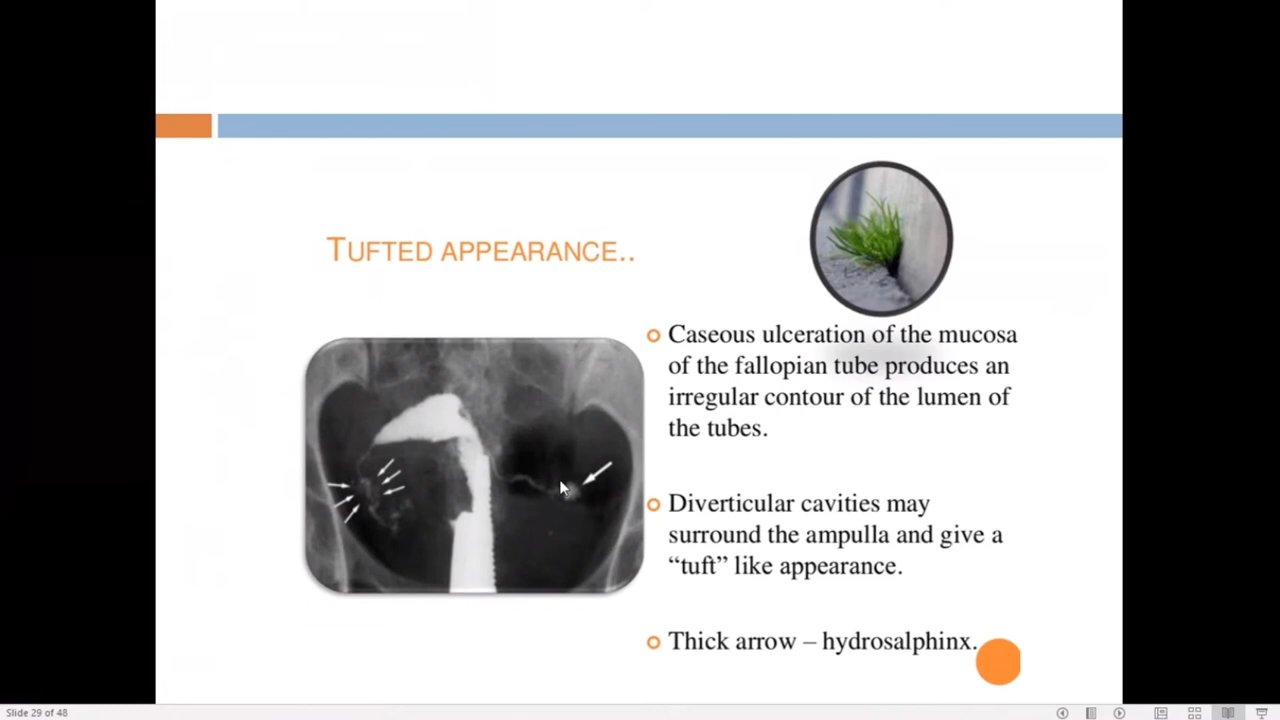 TUFTED APPEARANCE..
Caseous ulceration of the mucosa
of the fallopian tube produces an
irregular contour of the lumen of
the tubes.
Diverticular cavities may
surround the ampulla and give a
“tuft” like appearance.
Thick arrow – hydrosalphinx.
Slide 29 of 48